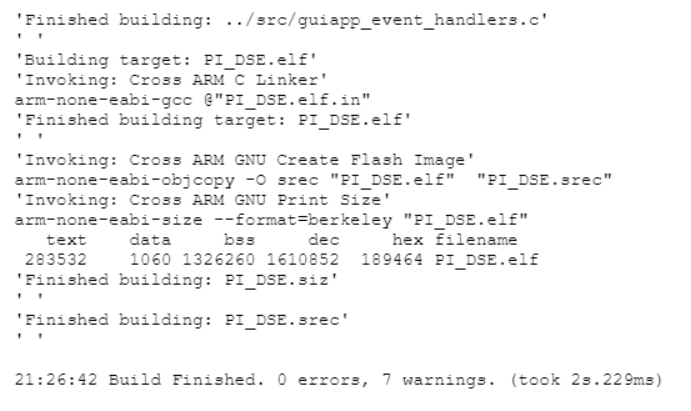 'Finished building: ../src/guiapp_event_handlers.c'
' '
'Building target: PI_DSE.elf'
'Invoking: Cross ARM C Linker'
arm-none-eabi-gcc @"PI_DSE.elf.in"
'Finished building target: PI_DSE.elf'
' '
'Invoking: Cross ARM GNU Create Flash Image'
arm-none-eabi-objcopy -O srec "PI_DSE.elf"  "PI_DSE.srec"
'Invoking: Cross ARM GNU Print Size'
arm-none-eabi-size --format=berkeley "PI_DSE.elf"
   text    data     bss     dec     hex filename
 283532    1060 1326260 1610852  189464 PI_DSE.elf
'Finished building: PI_DSE.siz'
' '
'Finished building: PI_DSE.srec'
' '
21:26:42 Build Finished. 0 errors, 7 warnings. (took 2s.229ms)